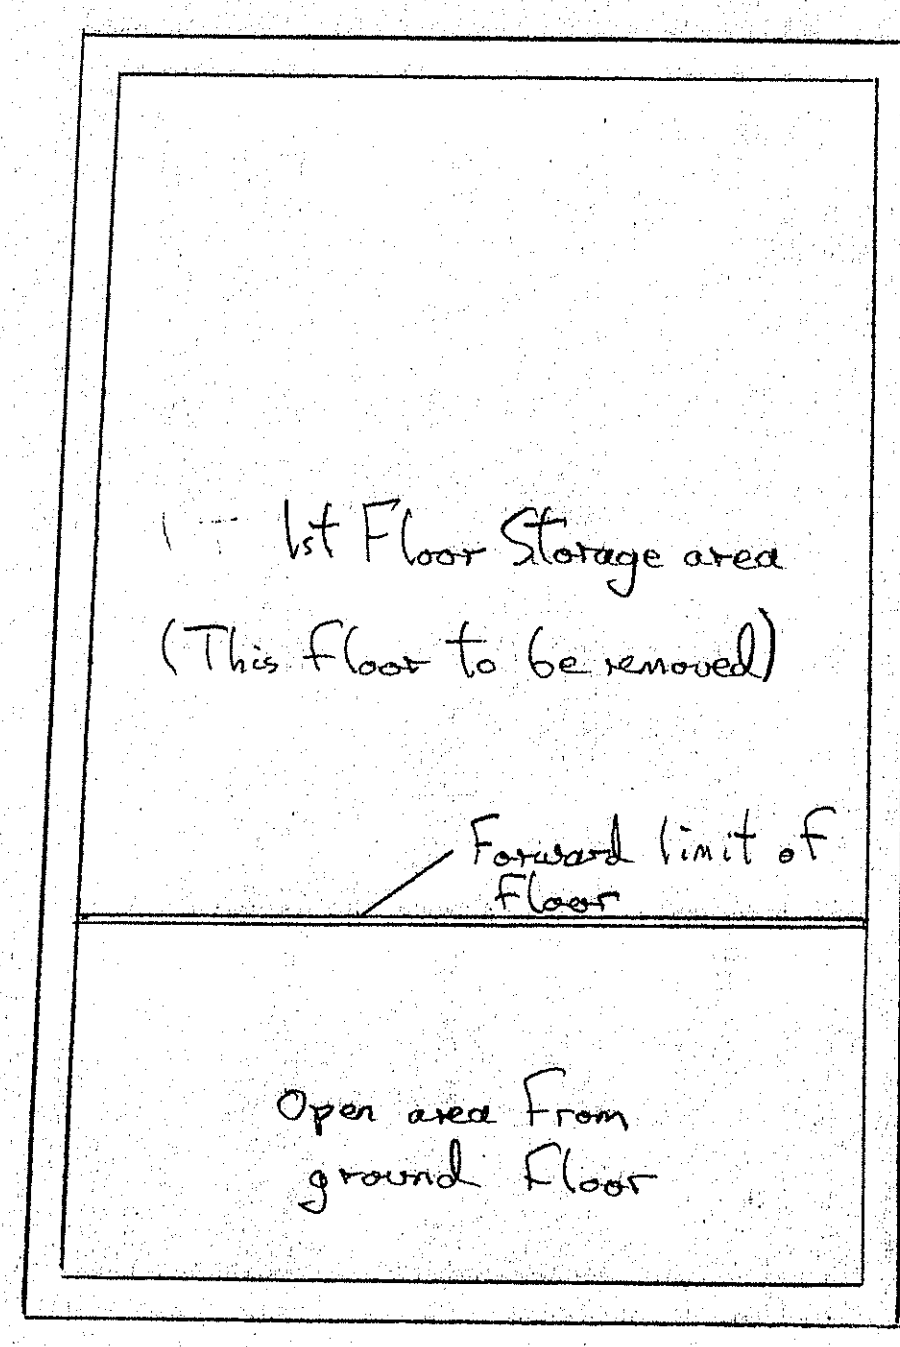 1st Floor Storage area
(This floor to be removed)
Forward limit of
floor
Open area from
ground floor